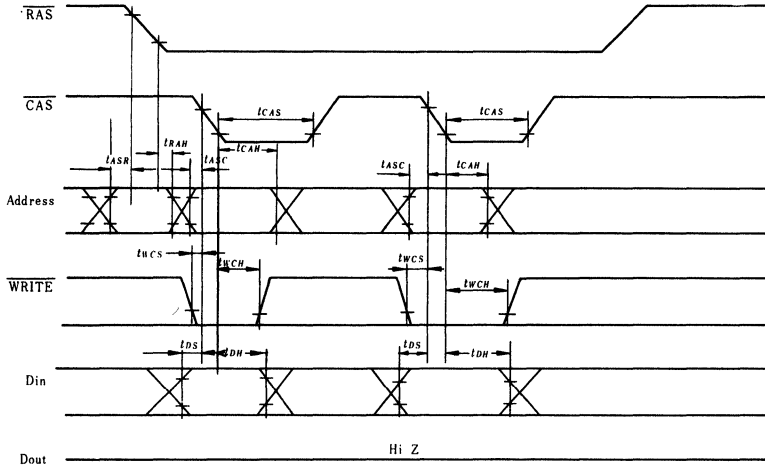 RAS
CAS
tCAS
tCAS
tRAH
tASR
tASC
tCAH
tASC
tCAH
Address
tWCS
tWCH
tWCS
tWCH
WRITE
tDS
tDH
tDS
tDH
Din
Hi Z
Dout